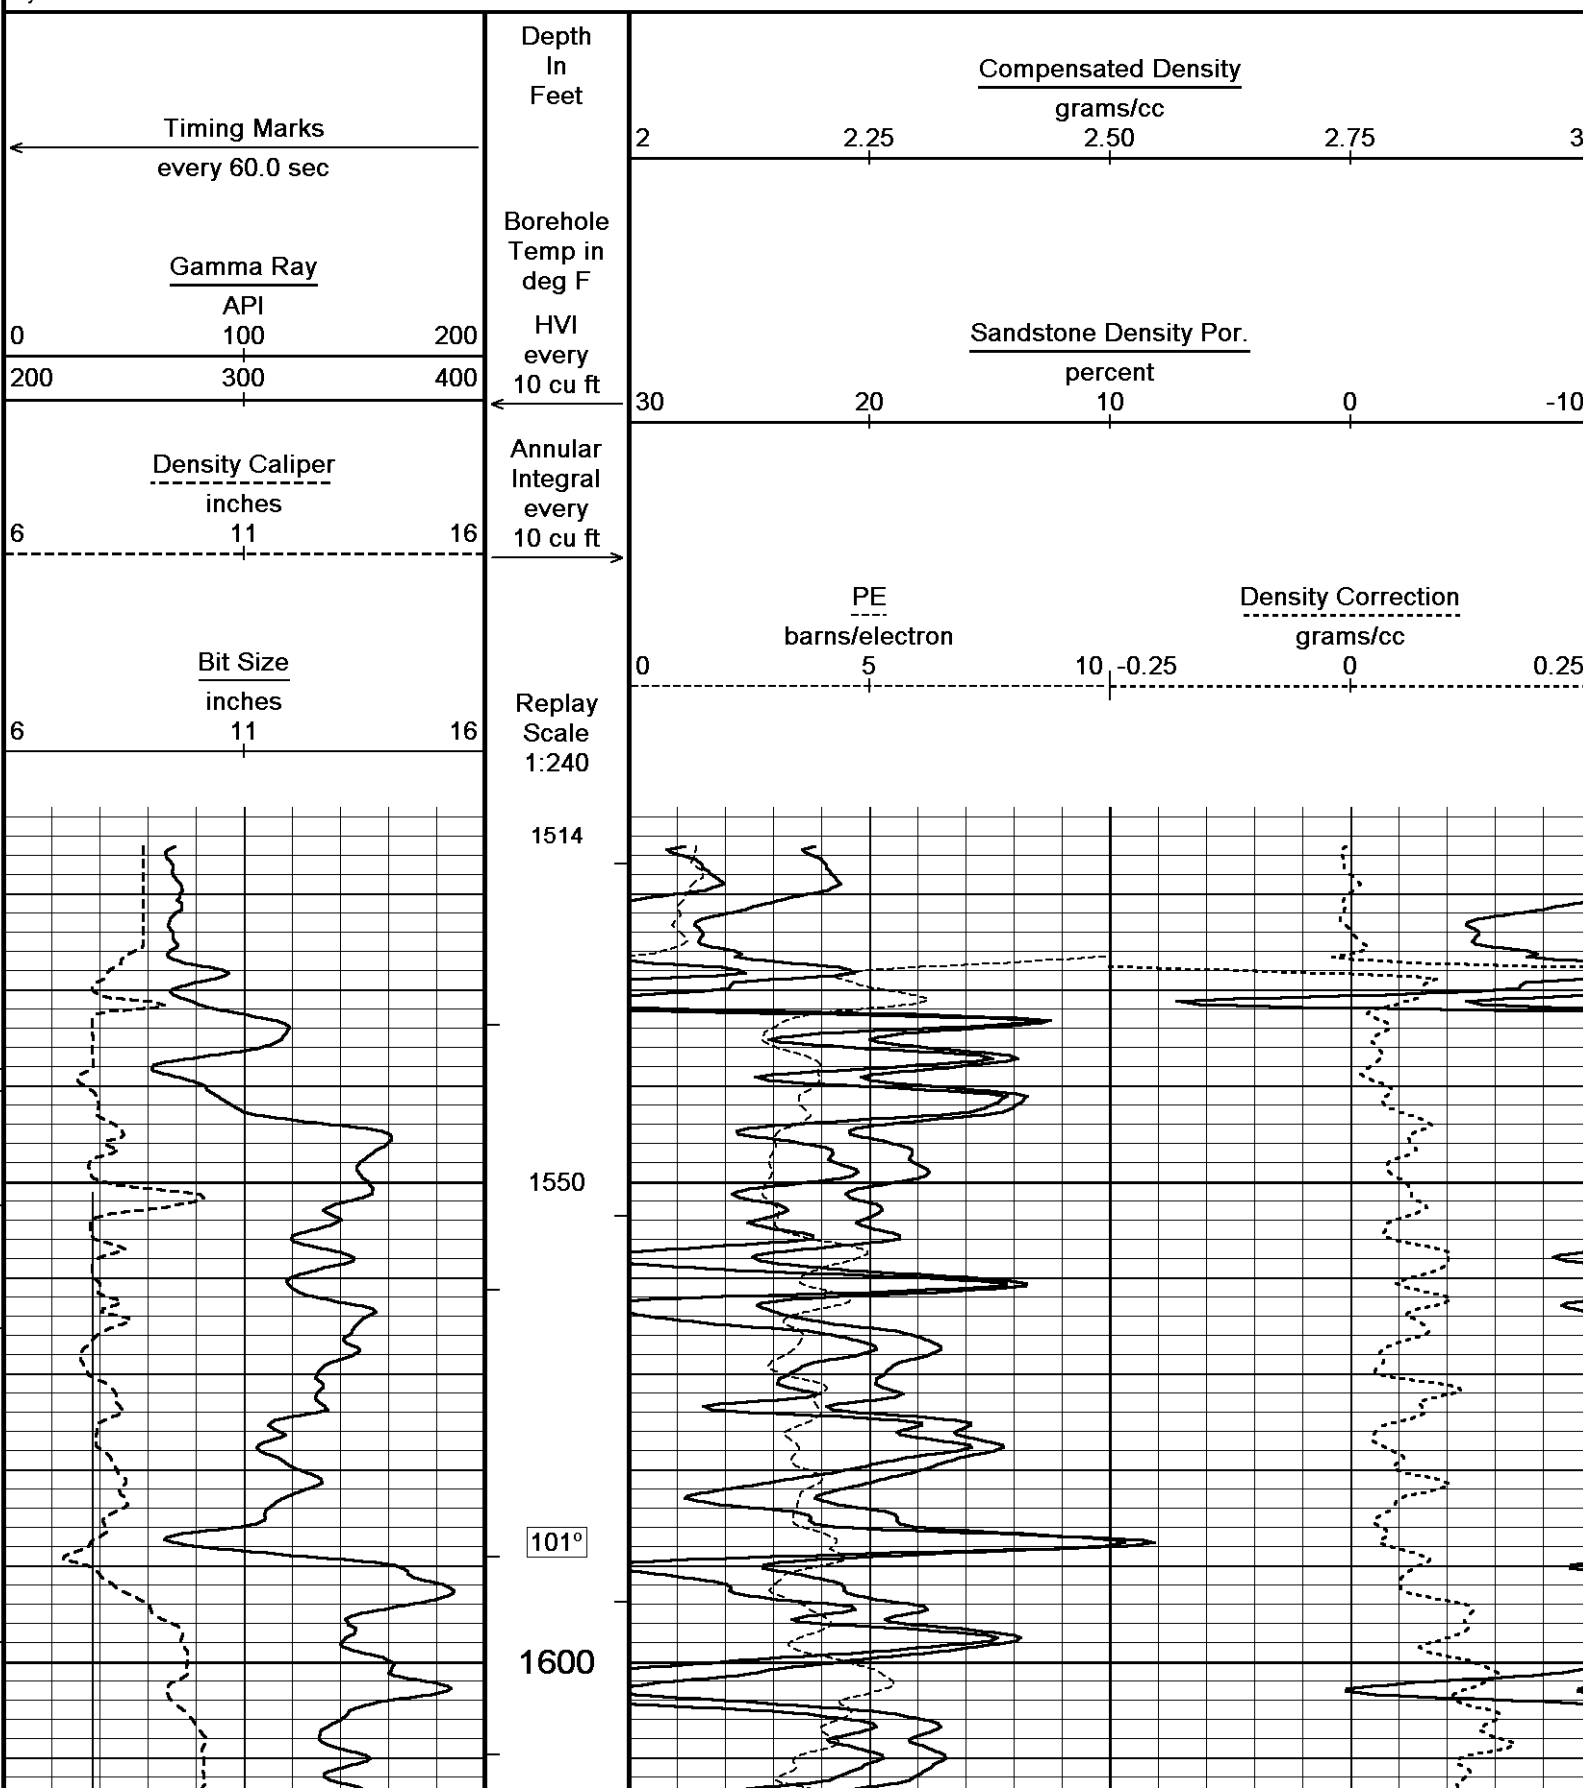 Timing Marks
every 60.0 sec
Gamma Ray
API
0 100 200
200 300 400
Density Caliper
inches
6 11 16
Bit Size
inches
6 11 16
Depth
In
Feet
Borehole
Temp in
deg F
HVI
every
10 cu ft
Annular
Integral
every
10 cu ft
Replay
Scale
1:240
Compensated Density
grams/cc
2 2.25 2.50 2.75 3
Sandstone Density Por.
percent
30 20 10 0 -10
PE
barns/electron
0 5 10
Density Correction
grams/cc
-0.25 0 0.25
1514
1550
101º
1600